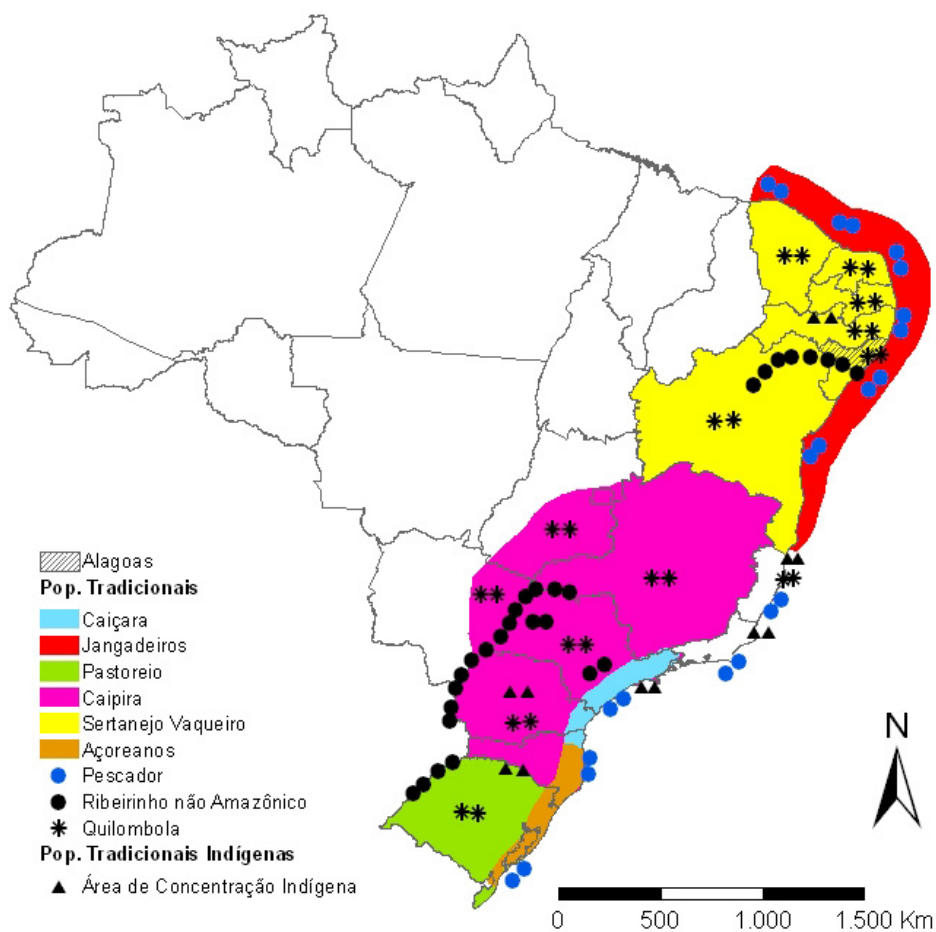 Alagoas
Pop. Tradicionais
Caiçara
Jangadeiros
Pastoreio
Caipira
Sertanejo Vaqueiro
Açoreanos
Pescador
Ribeirinho não Amazônico
Quilombola
Pop. Tradicionais Indígenas
Área de Concentração Indígena
N
0 500 1.000 1.500 Km